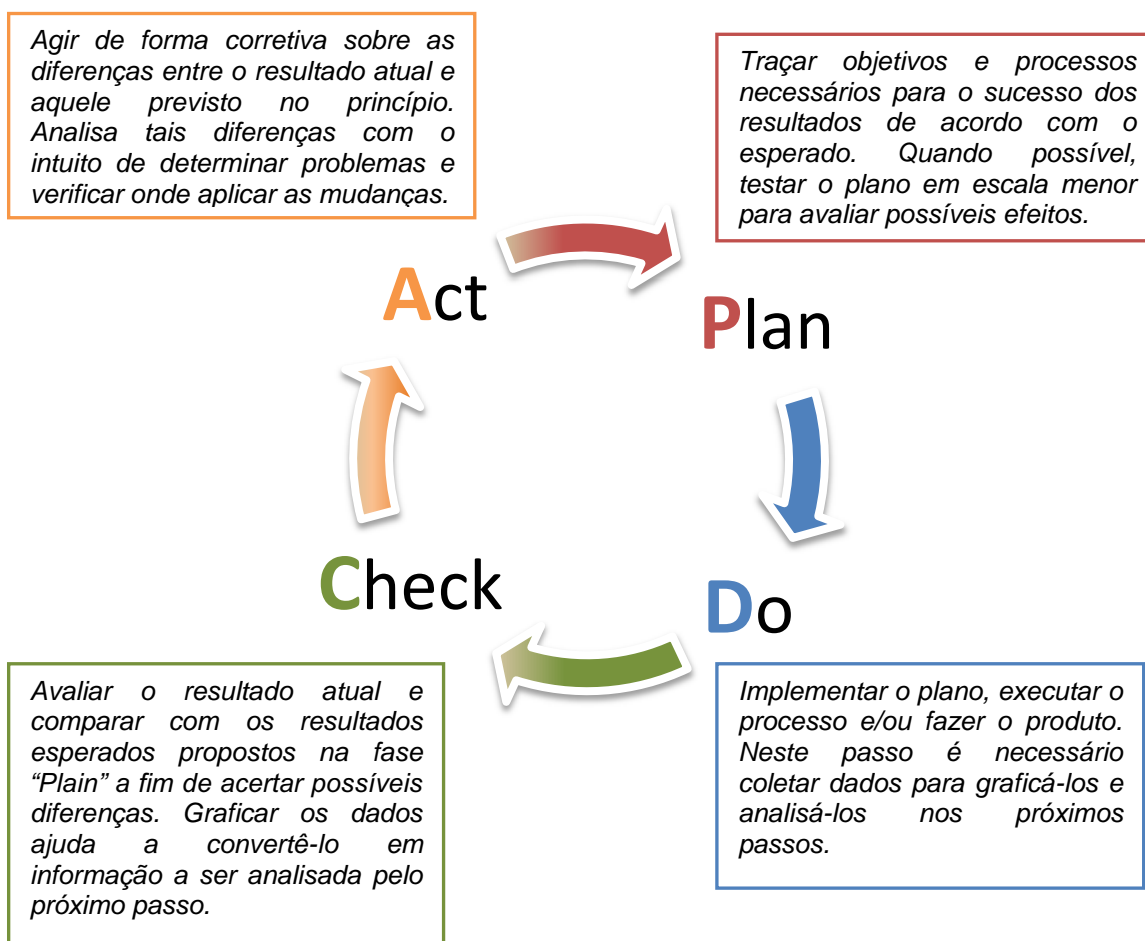 Agir de forma corretiva sobre as
diferenças entre o resultado atual e
aquele previsto no princípio.
Analisa tais diferenças com o
intuito de determinar problemas e
verificar onde aplicar as mudanças.
Traçar objetivos e processos
necessários para o sucesso dos
resultados de acordo com o
esperado. Quando possível,
testar o plano em escala menor
para avaliar possíveis efeitos.
Act
Plan
Check
Do
Avaliar o resultado atual e
comparar com os resultados
esperados propostos na fase
“Plain” a fim de acertar possíveis
diferenças. Graficar os dados
ajuda a convertê-lo em
informação a ser analisada pelo
próximo passo.
Implementar o plano, executar o
processo e/ou fazer o produto.
Neste passo é necessário
coletar dados para graficá-los e
analisá-los nos próximos
passos.